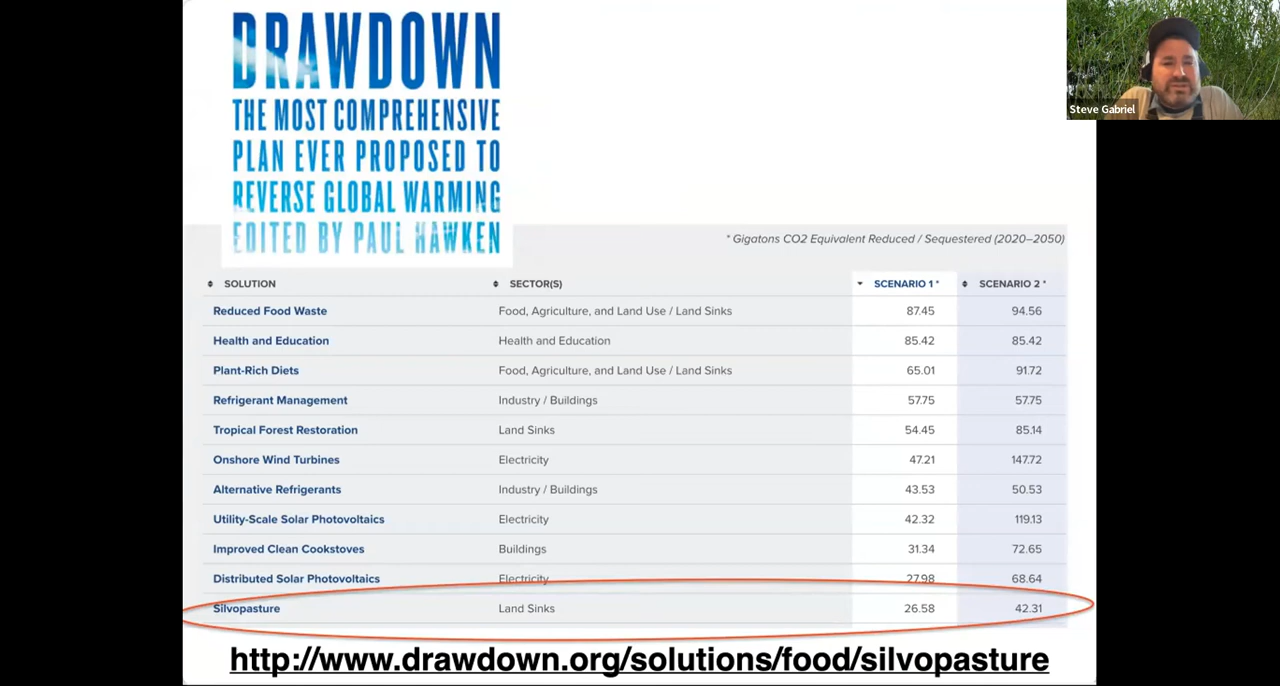 DRAWDOWN
THE MOST COMPREHENSIVE
PLAN EVER PROPOSED TO
REVERSE GLOBAL WARMING
EDITED BY PAUL HAWKEN
Steve Gabriel
* Gigatons CO2 Equivalent Reduced / Sequestered (2020–2050)
SOLUTION SECTOR(S) SCENARIO 1 * SCENARIO 2 *
Reduced Food Waste Food, Agriculture, and Land Use / Land Sinks 87.45 94.56
Health and Education Health and Education 85.42 85.42
Plant-Rich Diets Food, Agriculture, and Land Use / Land Sinks 65.01 91.72
Refrigerant Management Industry / Buildings 57.75 57.75
Tropical Forest Restoration Land Sinks 54.45 85.14
Onshore Wind Turbines Electricity 47.21 147.72
Alternative Refrigerants Industry / Buildings 43.53 50.53
Utility-Scale Solar Photovoltaics Electricity 42.32 119.13
Improved Clean Cookstoves Buildings 31.34 72.65
Distributed Solar Photovoltaics Electricity 27.98 68.64
Silvopasture Land Sinks 26.58 42.31
http://www.drawdown.org/solutions/food/silvopasture